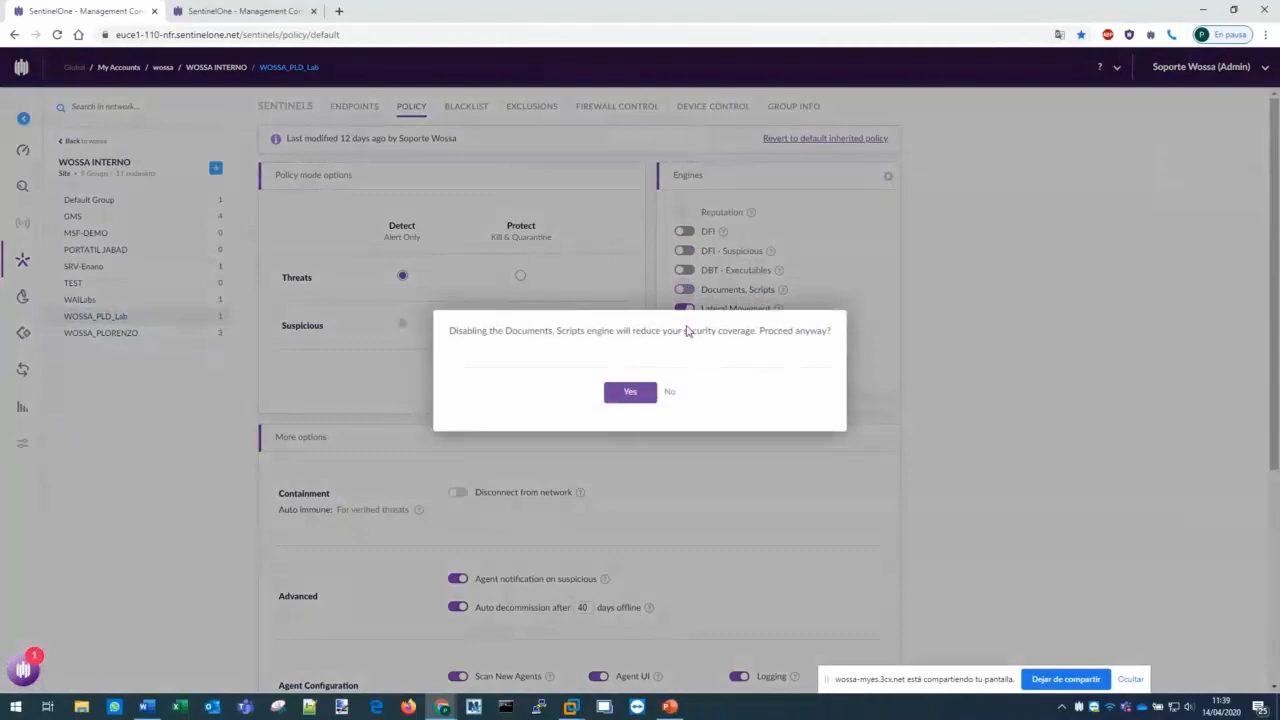 SentinelOne - Management Con
SentinelOne - Management Con
euce1-110-nfr.sentinelone.net/sentinels/policy/default
ABP
P En pausa
Global / My Accounts / wossa / WOSSA INTERNO / WOSSA_PLD_Lab
? Soporte Wossa (Admin)
Search in network...
SENTINELS ENDPOINTS POLICY BLACKLIST EXCLUSIONS FIREWALL CONTROL DEVICE CONTROL GROUP INFO
Back to wossa
Last modified 12 days ago by Soporte Wossa
Revert to default inherited policy
WOSSA INTERNO
Site • 9 Groups • 11 endpoints
Default Group 1
GMS 4
MSF-DEMO 0
PORTATIL JABAD 0
SRV-Enano 1
TEST 0
WAILabs 1
WOSSA_PLD_Lab 1
WOSSA_PLORENZO 3
Policy mode options
Detect
Alert Only
Protect
Kill & Quarantine
Threats
Suspicious
Engines
Reputation ?
DFI ?
DFI - Suspicious ?
DBT - Executables ?
Documents, Scripts ?
Lateral Movement ?
Disabling the Documents, Scripts engine will reduce your security coverage. Proceed anyway?
Yes No
More options
Containment
Auto immune: For verified threats ?
Disconnect from network ?
Advanced
Agent notification on suspicious ?
Auto decommission after 40 days offline ?
Agent Configuration
Scan New Agents ? Agent UI ? Logging ?
1
wossa-myes.3cx.net está compartiendo tu pantalla. Dejar de compartir Ocultar
11:39
14/04/2020
25